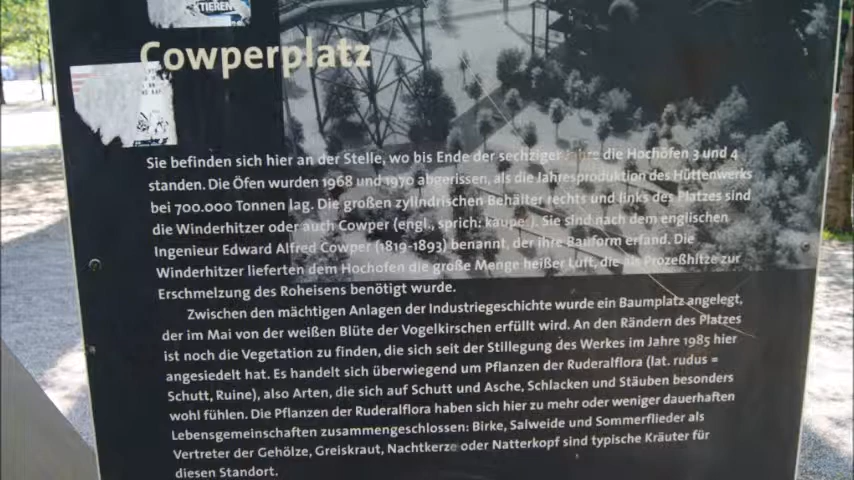 TIEREN
Cowperplatz
Sie befinden sich hier an der Stelle, wo bis Ende der sechziger Jahre die Hochöfen 3 und 4
standen. Die Öfen wurden 1968 und 1970 abgerissen, als die Jahresproduktion des Hüttenwerks
bei 700.000 Tonnen lag. Die großen zylindrischen Behälter rechts und links des Platzes sind
die Winderhitzer oder auch Cowper (engl., sprich: kauper). Sie sind nach dem englischen
Ingenieur Edward Alfred Cowper (1819-1893) benannt, der ihre Bauform erfand. Die
Winderhitzer lieferten dem Hochofen die große Menge heißer Luft, die als Prozeßhitze zur
Erschmelzung des Roheisens benötigt wurde.
Zwischen den mächtigen Anlagen der Industriegeschichte wurde ein Baumplatz angelegt,
der im Mai von der weißen Blüte der Vogelkirschen erfüllt wird. An den Rändern des Platzes
ist noch die Vegetation zu finden, die sich seit der Stillegung des Werkes im Jahre 1985 hier
angesiedelt hat. Es handelt sich überwiegend um Pflanzen der Ruderalflora (lat. rudus =
Schutt, Ruine), also Arten, die sich auf Schutt und Asche, Schlacken und Stäuben besonders
wohl fühlen. Die Pflanzen der Ruderalflora haben sich hier zu mehr oder weniger dauerhaften
Lebensgemeinschaften zusammengeschlossen: Birke, Salweide und Sommerflieder als
Vertreter der Gehölze, Greiskraut, Nachtkerze oder Natterkopf sind typische Kräuter für
diesen Standort.